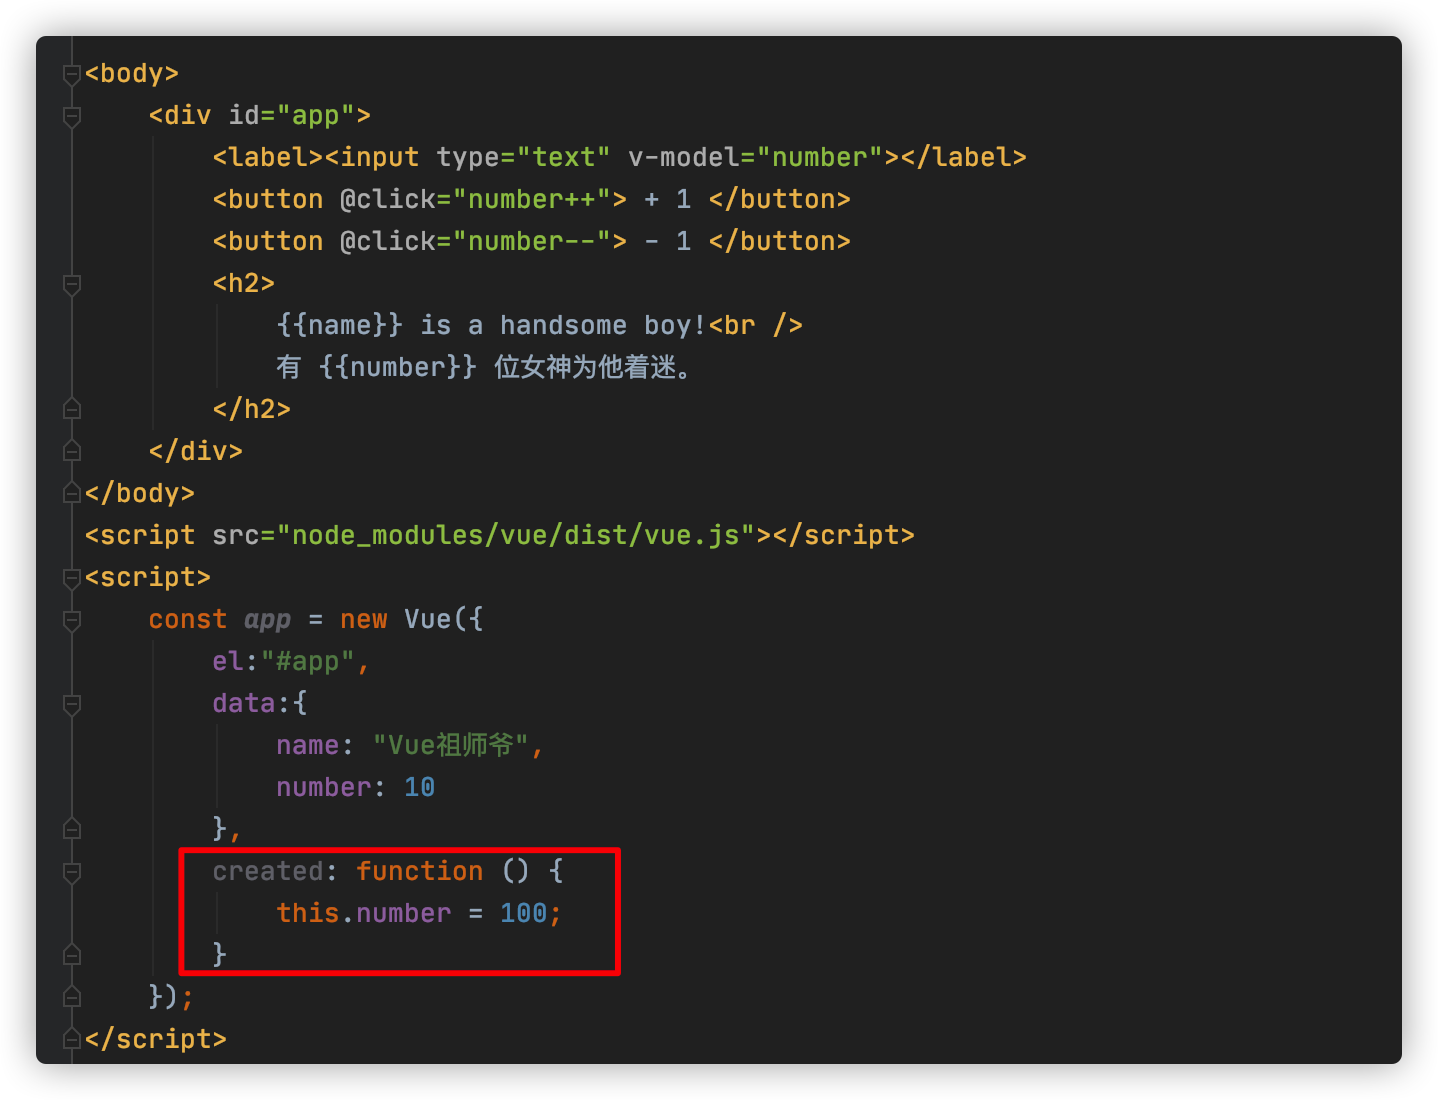 <body>
    <div id="app">
        <label><input type="text" v-model="number"></label>
        <button @click="number++"> + 1 </button>
        <button @click="number--"> - 1 </button>
        <h2>
            {{name}} is a handsome boy!<br />
            有 {{number}} 位女神为他着迷。
        </h2>
    </div>
</body>
<script src="node_modules/vue/dist/vue.js"></script>
<script>
    const app = new Vue({
        el:"#app",
        data:{
            name: "Vue祖师爷",
            number: 10
        },
        created: function () {
            this.number = 100;
        }
    });
</script>